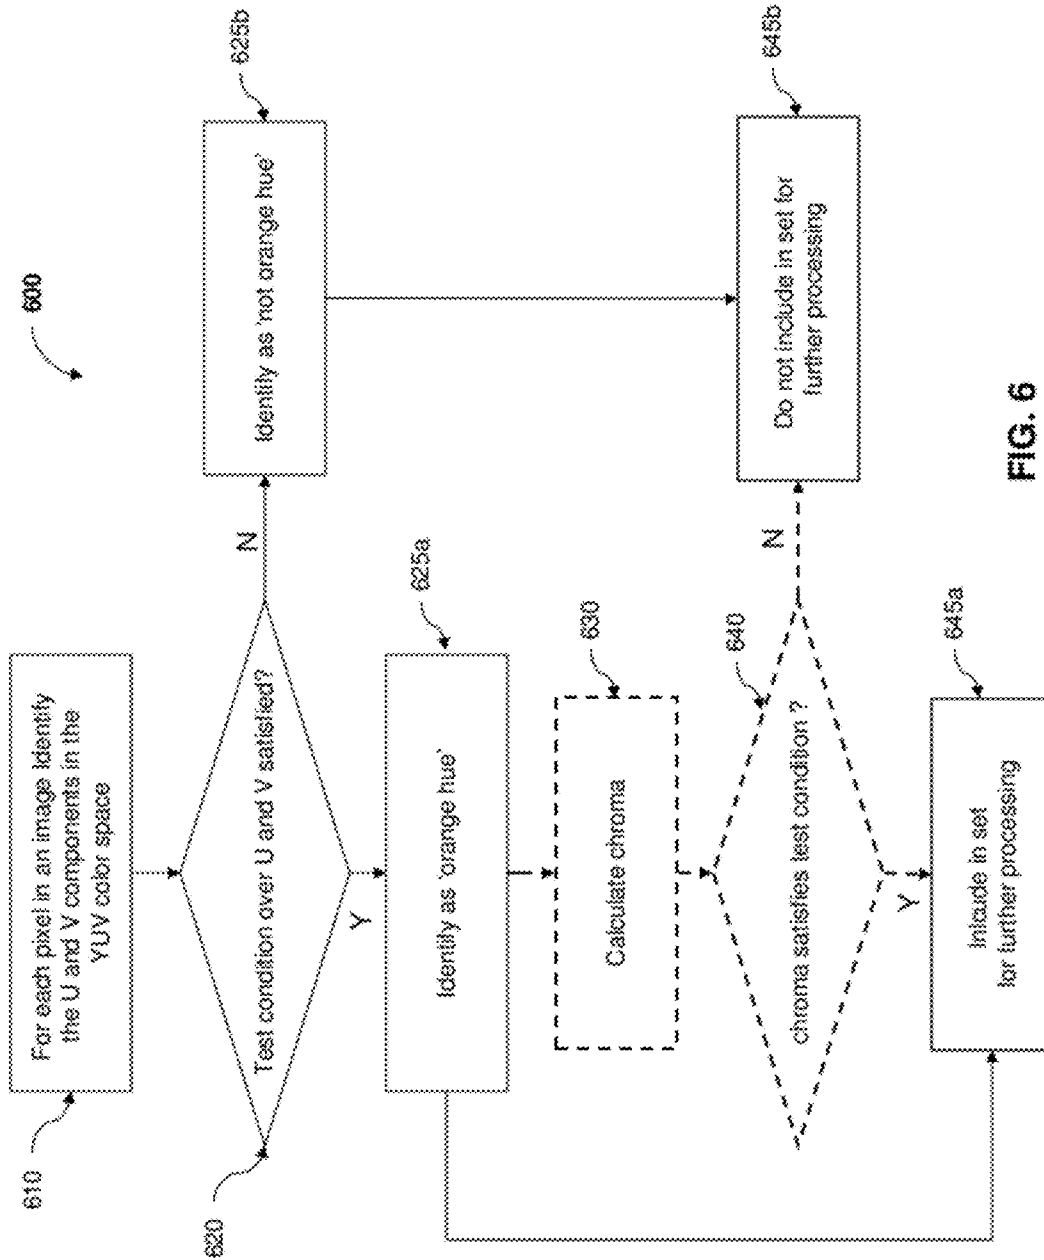 600
610
For each pixel in an image Identify
the U and V components in the
YUV color space
620
Test condition over U and V satisfied?
N
625b
Identify as 'not orange hue'
Y
625a
Identify as 'orange hue'
630
Calculate chroma
640
chroma satisfies test condition ?
N
645b
Do not include in set for
further processing
Y
645a
Inlcude in set
for further processing
FIG. 6